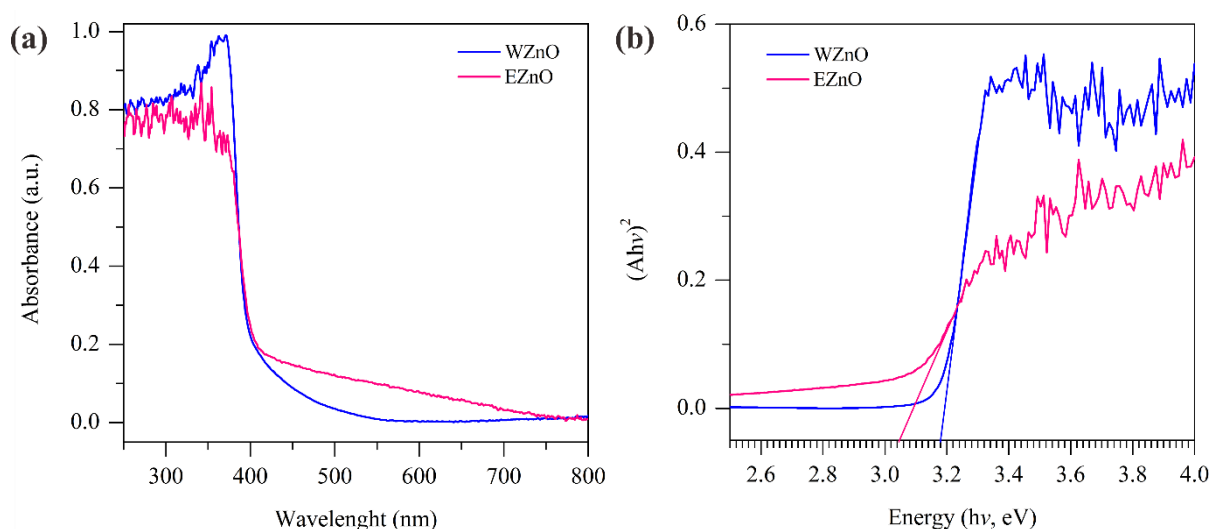 (a)
1.0
0.8
0.6
0.4
0.2
0.0
Absorbance (a.u.)
WZnO
EZnO
300 400 500 600 700 800
Wavelenght (nm)
(b)
0.6
0.4
0.2
0.0
(Ahν)2
WZnO
EZnO
2.6 2.8 3.0 3.2 3.4 3.6 3.8 4.0
Energy (hν, eV)